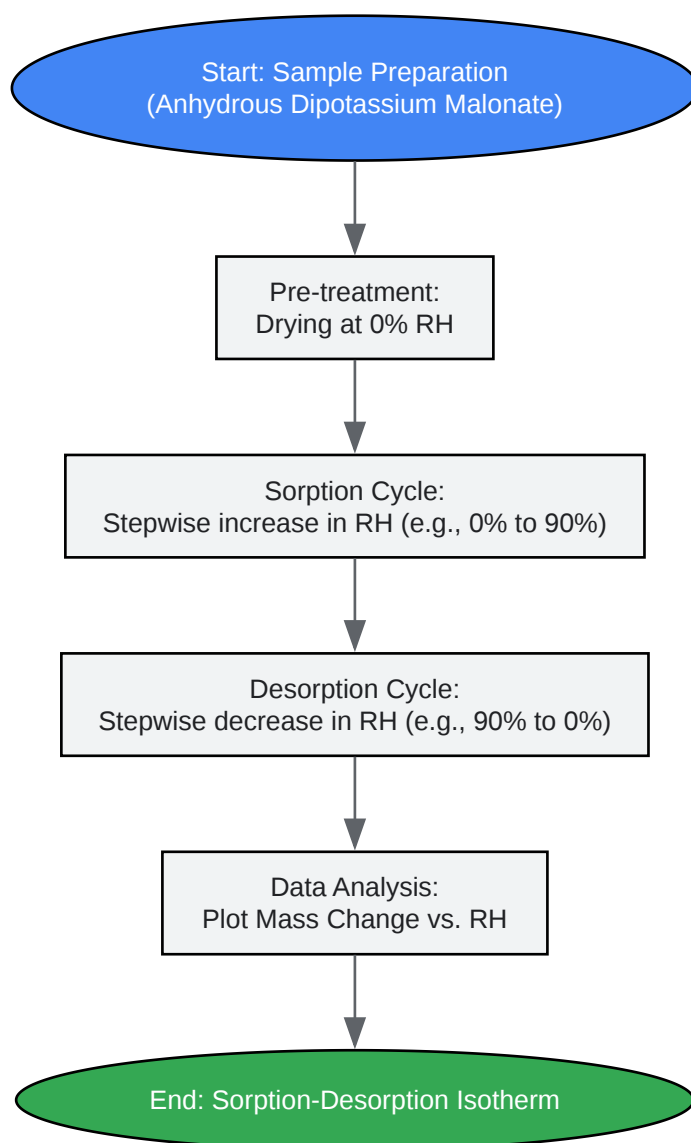 Start: Sample Preparation
(Anhydrous Dipotassium Malonate)
Pre-treatment:
Drying at 0% RH
Sorption Cycle:
Stepwise increase in RH (e.g., 0% to 90%)
Desorption Cycle:
Stepwise decrease in RH (e.g., 90% to 0%)
Data Analysis:
Plot Mass Change vs. RH
End: Sorption-Desorption Isotherm